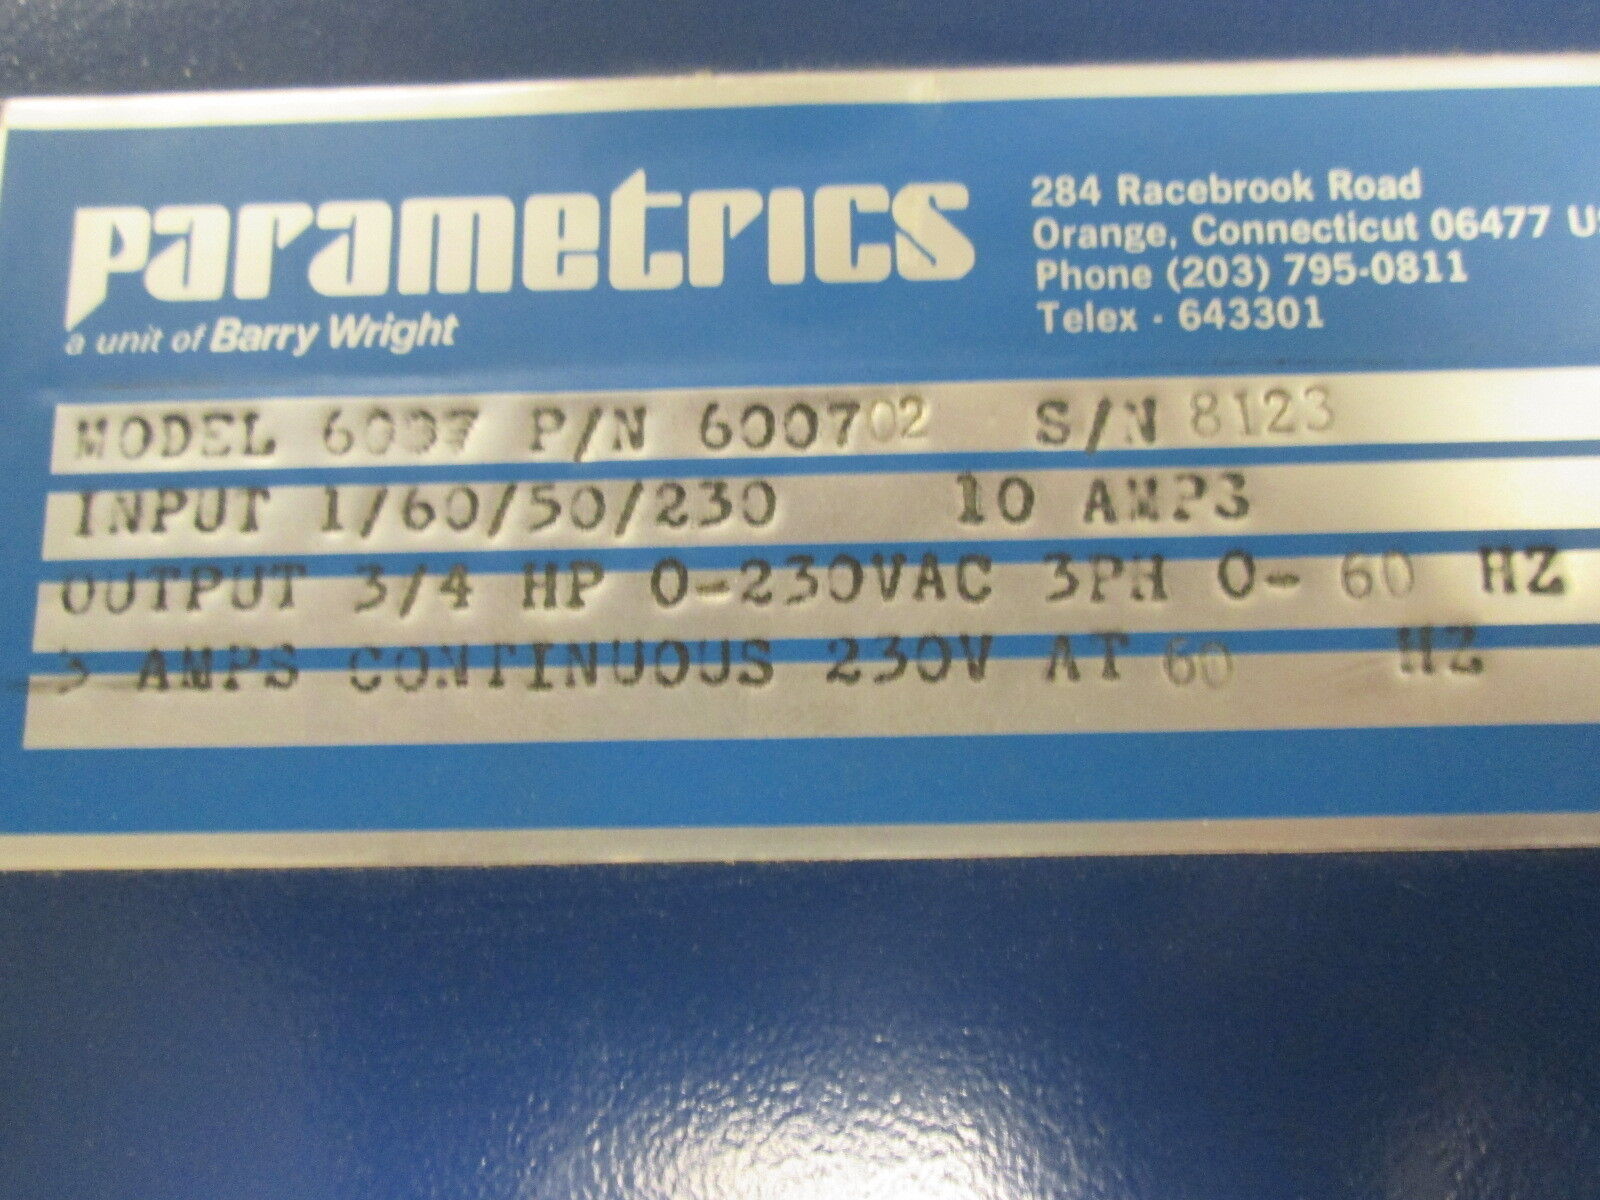 Parametrics
a unit of Barry Wright
284 Racebrook Road
Orange, Connecticut 06477
Phone (203) 795-0811
Telex · 643301
MODEL 6007 P/N 600702 S/N 8123
INPUT 1/60/50/230 10 AMPS
OUTPUT 3/4 HP 0-230VAC 3PH 0- 60 HZ
3 AMPS CONTINUOUS 230V AT 60 HZ